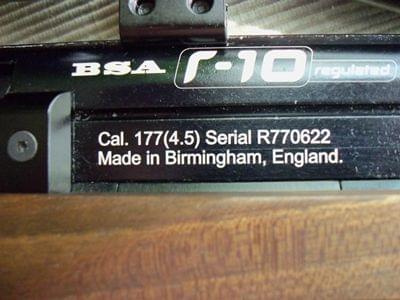 BSA r-10 regulated
Cal. 177(4.5) Serial R770622
Made in Birmingham, England.